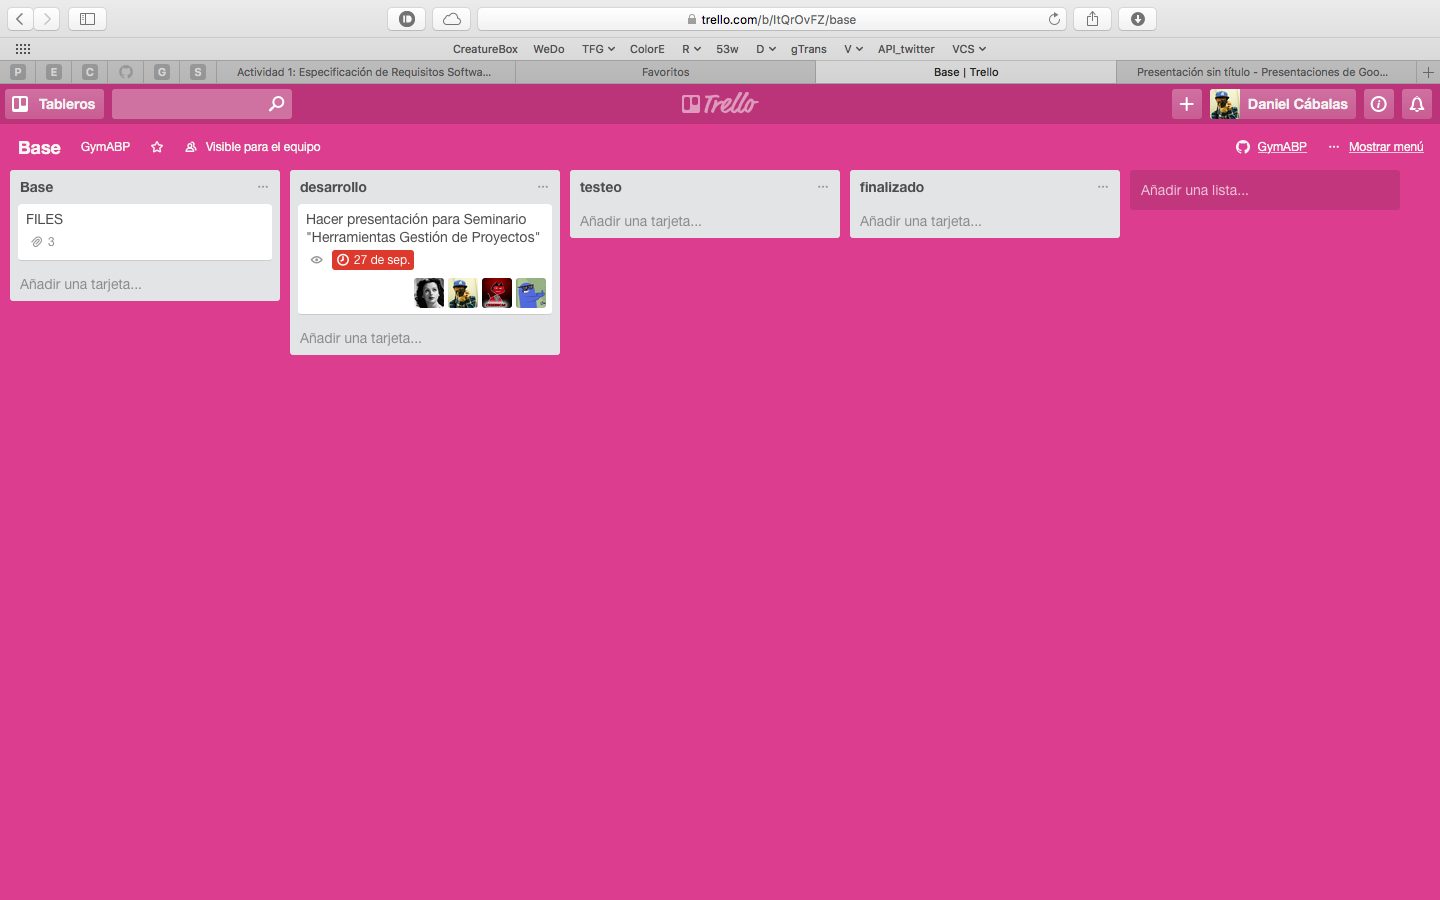 trello.com/b/ItQrOvFZ/base
CreatureBox WeDo TFG ColorE R 53w D gTrans V API_twitter VCS
P E C G S Actividad 1: Especificación de Requisitos Softwa... Favoritos Base | Trello Presentación sin título - Presentaciones de Goo...
Tableros Trello Daniel Cábalas
Base GymABP Visible para el equipo GymABP ... Mostrar menú
Base ... desarrollo ... testeo ... finalizado ... Añadir una lista...
FILES
3
Añadir una tarjeta...
Hacer presentación para Seminario
"Herramientas Gestión de Proyectos"
27 de sep.
Añadir una tarjeta...
Añadir una tarjeta...
Añadir una tarjeta...